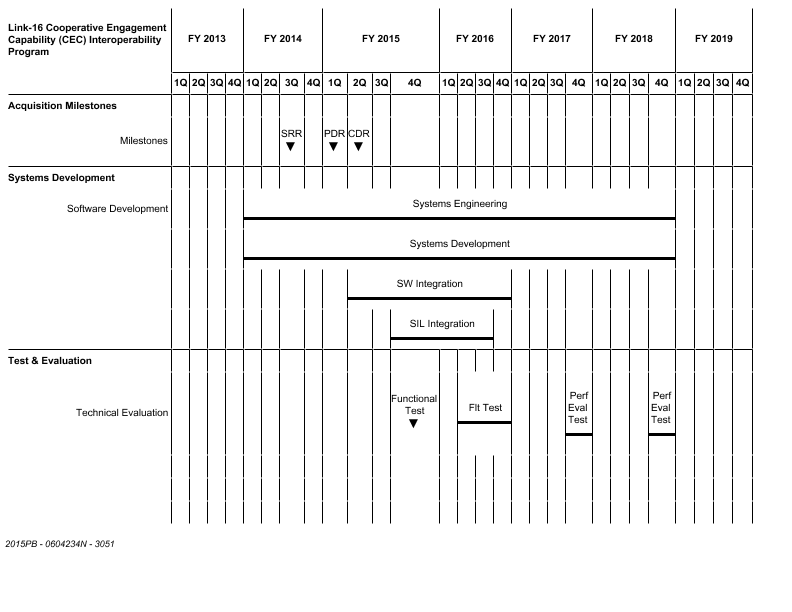 Link-16 Cooperative Engagement
Capability (CEC) Interoperability
Program
FY 2013 FY 2014 FY 2015 FY 2016 FY 2017 FY 2018 FY 2019
1Q 2Q 3Q 4Q 1Q 2Q 3Q 4Q 1Q 2Q 3Q 4Q 1Q 2Q 3Q 4Q 1Q 2Q 3Q 4Q 1Q 2Q 3Q 4Q 1Q 2Q 3Q 4Q
Acquisition Milestones
Milestones
SRR PDR CDR
Systems Development
Software Development
Systems Engineering
Systems Development
SW Integration
SIL Integration
Test & Evaluation
Technical Evaluation
Functional
Test
Flt Test
Perf
Eval
Test
Perf
Eval
Test
2015PB - 0604234N - 3051